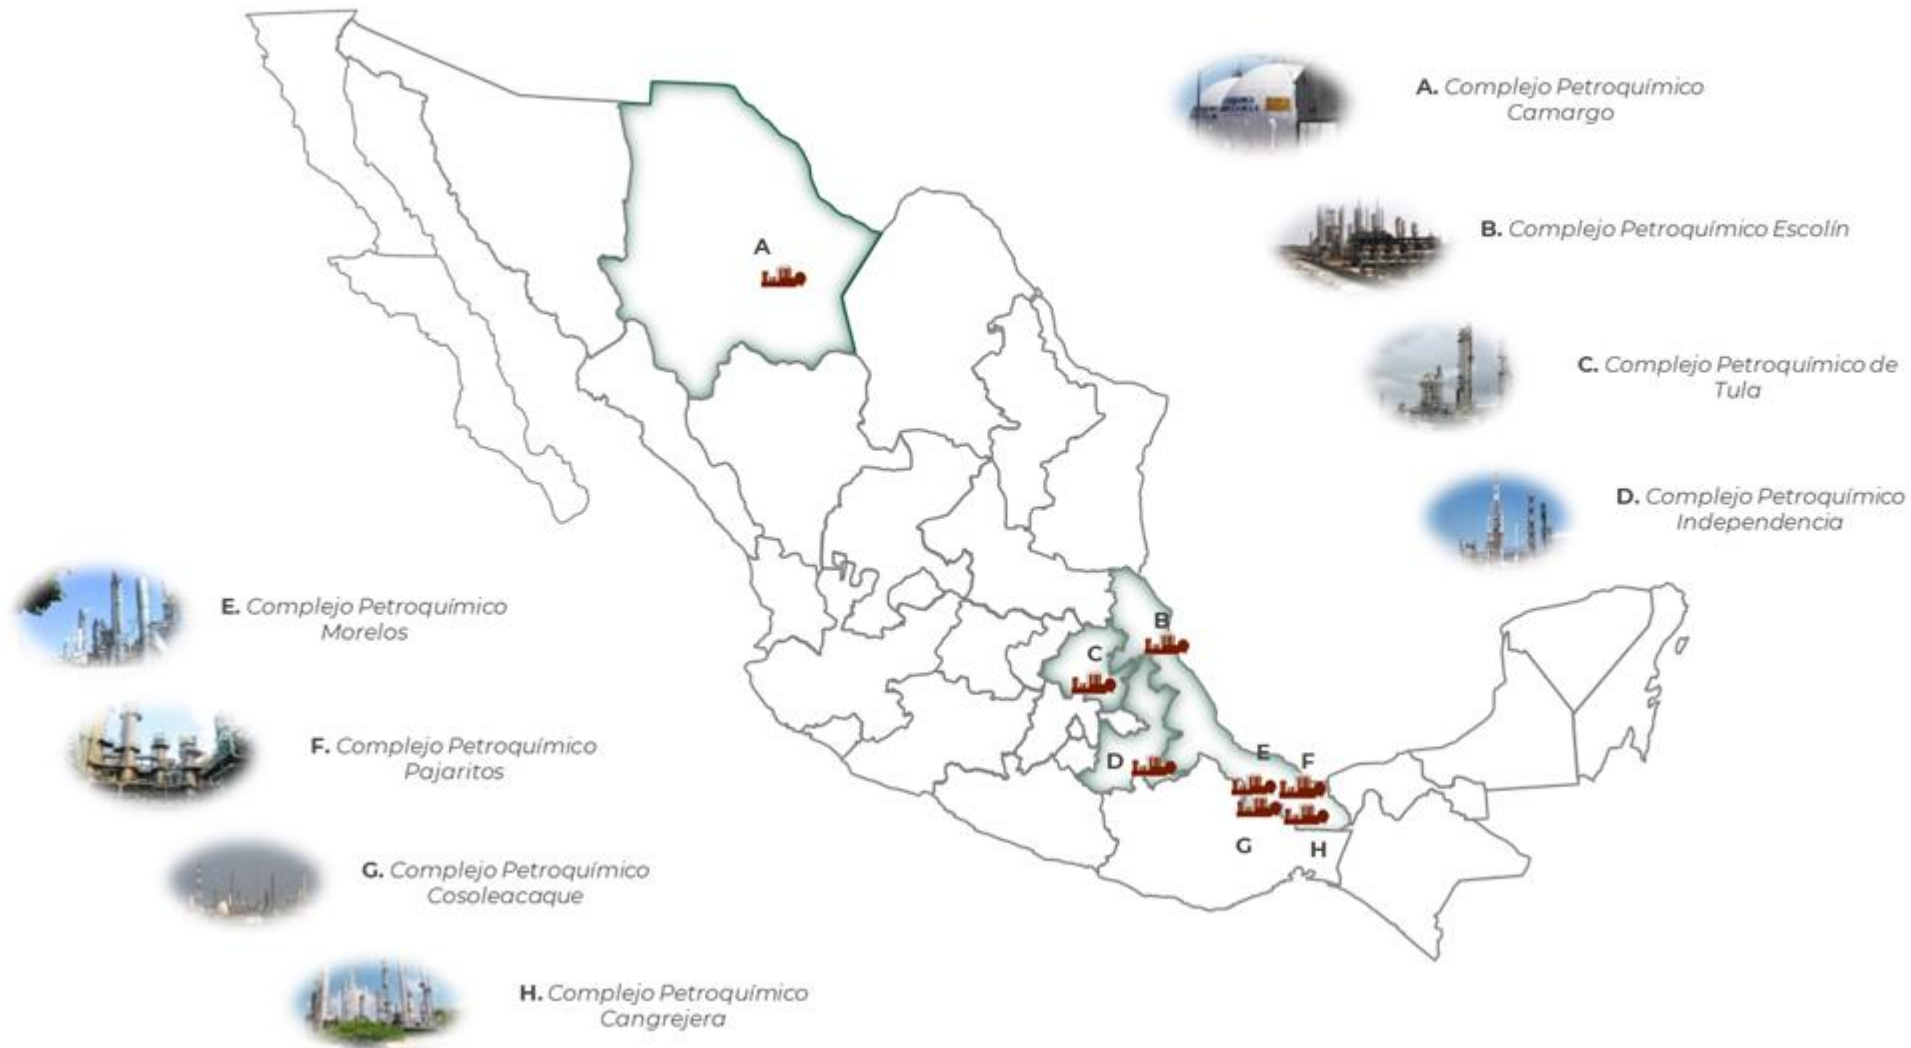 A. Complejo Petroquímico
Camargo
B. Complejo Petroquímico Escolín
C. Complejo Petroquímico de
Tula
D. Complejo Petroquímico
Independencia
E. Complejo Petroquímico
Morelos
F. Complejo Petroquímico
Pajaritos
G. Complejo Petroquímico
Cosoleacaque
H. Complejo Petroquímico
Cangrejera
A
B
C
D
E
F
G
H